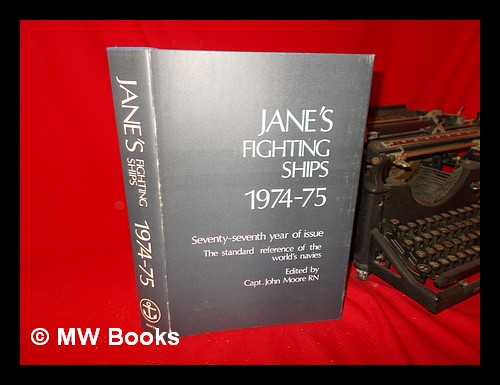 JANE'S
FIGHTING
SHIPS
1974-75
JANE'S
FIGHTING
SHIPS
1974-75
Seventy-seventh year of issue
The standard reference of the
world's navies
Edited by
Capt. John Moore RN
© MW Books